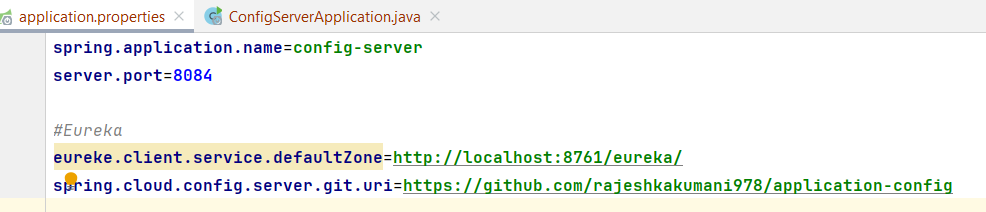 application.properties ConfigServerApplication.java
spring.application.name=config-server
server.port=8084
#Eureka
eureke.client.service.defaultZone=http://localhost:8761/eureka/
spring.cloud.config.server.git.uri=https://github.com/rajeshkakumani978/application-config